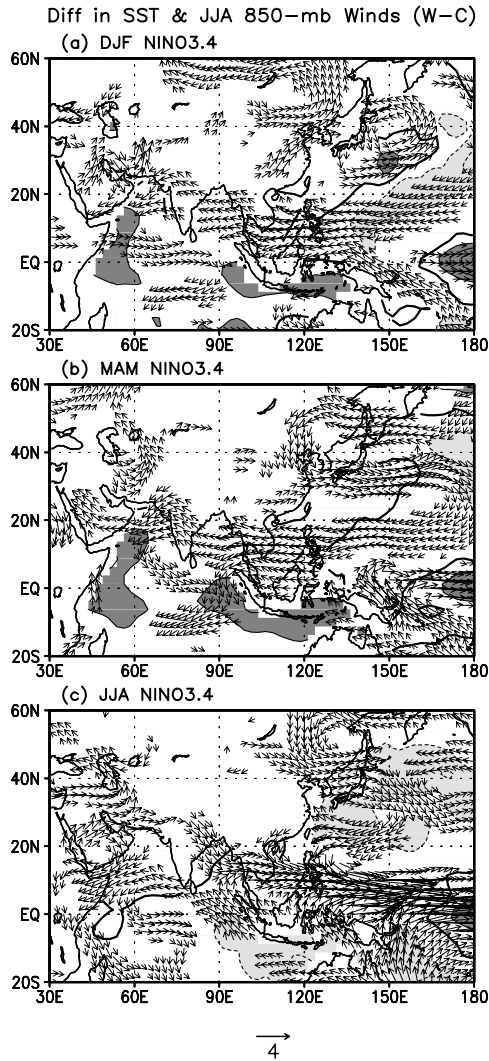 Diff in SST & JJA 850-mb Winds (W-C)
(a) DJF NINO3.4
60N
40N
20N
EQ
20S
30E 60E 90E 120E 150E 180
(b) MAM NINO3.4
60N
40N
20N
EQ
20S
30E 60E 90E 120E 150E 180
(c) JJA NINO3.4
60N
40N
20N
EQ
20S
30E 60E 90E 120E 150E 180
4